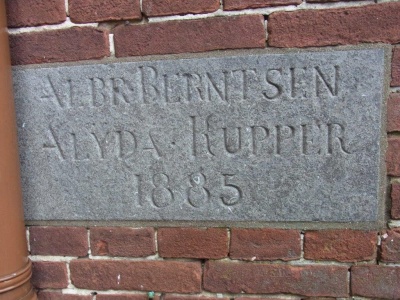 ALBR. BERNTSEN
ALYDA · KUPPER
1885